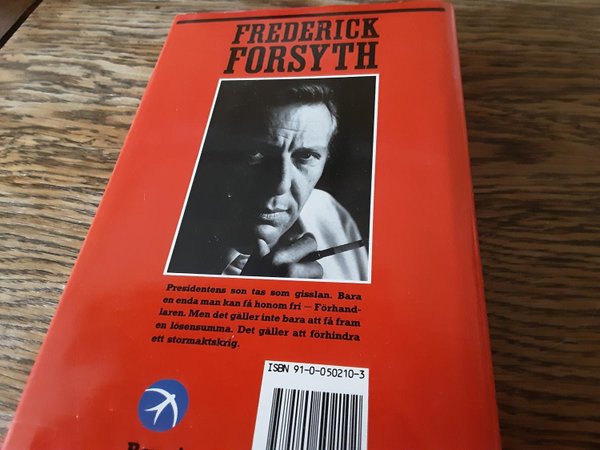 FREDERICK
FORSYTH
Presidentens son tas som gisslan. Bara
en enda man kan få honom fri — Förhand-
laren. Men det gäller inte bara att få fram
en lösensumma. Det gäller att förhindra
ett stormaktskrig.
ISBN 91-0-050210-3